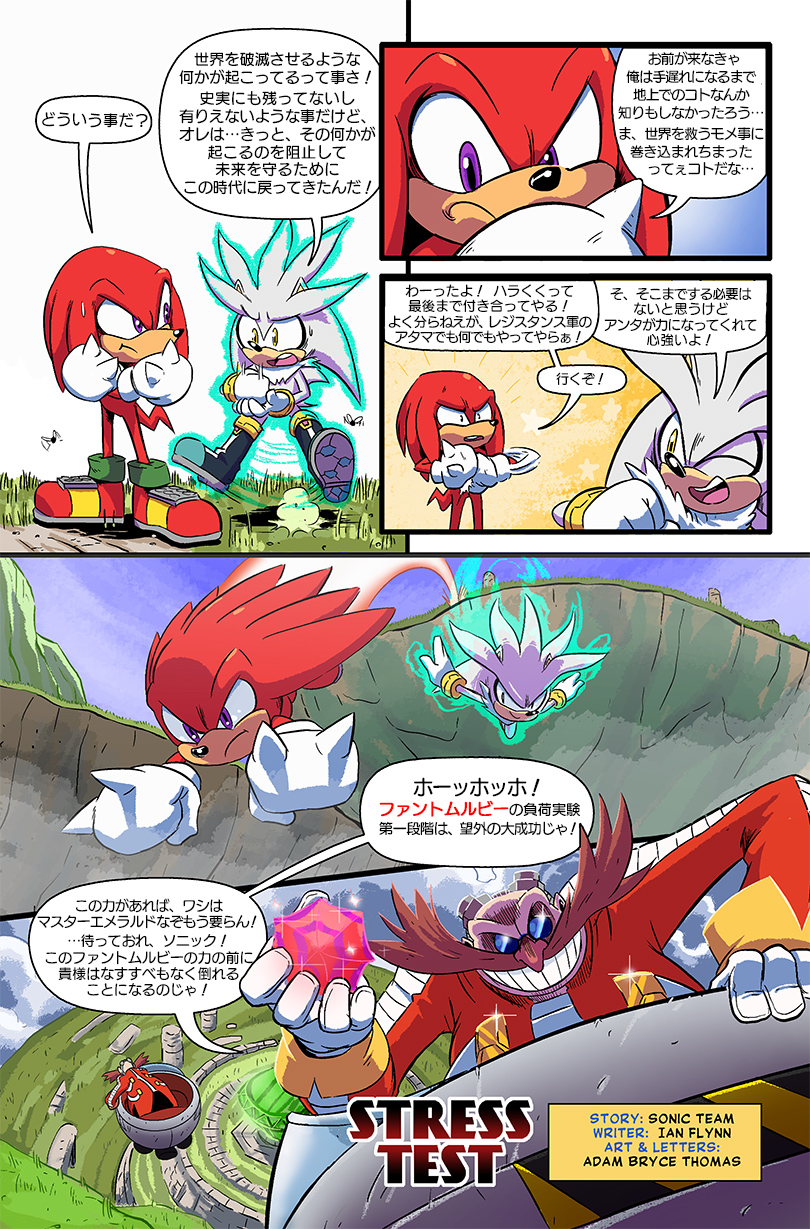 どういう事だ?
世界を破滅させるような
何かが起こってるって事さ!
史実にも残ってないし
有りえないような事だけど、
オレは…きっと、その何かが
起こるのを阻止して
未来を守るために
この時代に戻ってきたんだ!
お前が来なきゃ
俺は手遅れになるまで
地上でのコトなんか
知りもしなかったろう…
ま、世界を救うモメ事に
巻き込まれちまった
ってぇコトだな…
わーったよ! ハラくくって
最後まで付き合ってやる!
よく分らねえが、レジスタンス軍の
アタマでも何でもやってやらぁ!
行くぞ!
そ、そこまでする必要は
ないと思うけど
アンタが力になってくれて
心強いよ!
ホーッホッホ!
ファントムルビーの負荷実験
第一段階は、望外の大成功じゃ!
この力があれば、ワシは
マスターエメラルドなぞもう要らん!
…待っておれ、ソニック!
このファントムルビーの力の前に
貴様はなすすべもなく倒れる
ことになるのじゃ!
STRESS
TEST
STORY: SONIC TEAM
WRITER: IAN FLYNN
ART & LETTERS:
ADAM BRYCE THOMAS